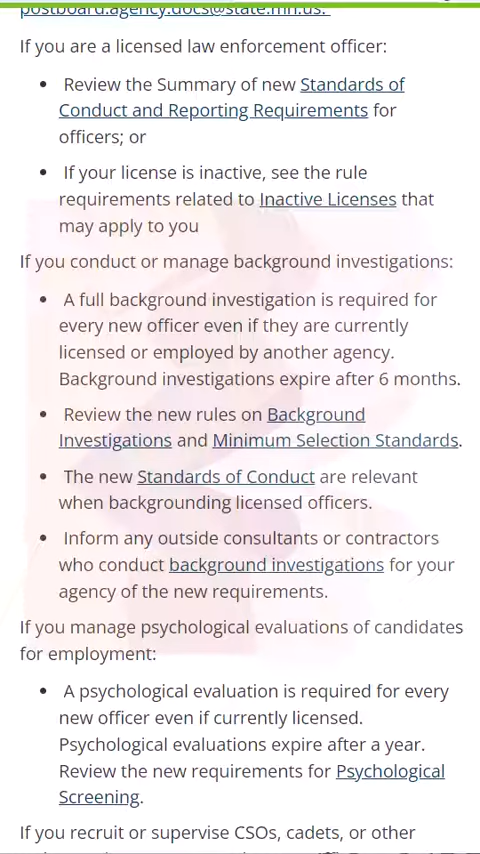 postboard.agency.docs@state.mn.us.
If you are a licensed law enforcement officer:
• Review the Summary of new Standards of
Conduct and Reporting Requirements for
officers; or
• If your license is inactive, see the rule
requirements related to Inactive Licenses that
may apply to you
If you conduct or manage background investigations:
• A full background investigation is required for
every new officer even if they are currently
licensed or employed by another agency.
Background investigations expire after 6 months.
• Review the new rules on Background
Investigations and Minimum Selection Standards.
• The new Standards of Conduct are relevant
when backgrounding licensed officers.
• Inform any outside consultants or contractors
who conduct background investigations for your
agency of the new requirements.
If you manage psychological evaluations of candidates
for employment:
• A psychological evaluation is required for every
new officer even if currently licensed.
Psychological evaluations expire after a year.
Review the new requirements for Psychological
Screening.
If you recruit or supervise CSOs, cadets, or other